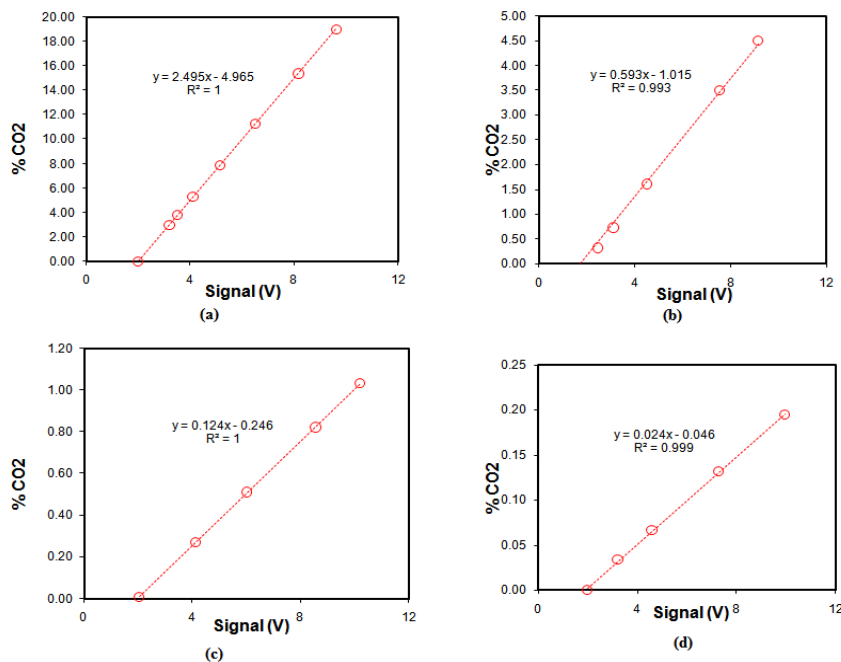 20.00
18.00
16.00
14.00
12.00
10.00
8.00
6.00
4.00
2.00
0.00
% CO2
y = 2.495x - 4.965
R² = 1
0 4 8 12
Signal (V)
(a)
5.00
4.50
4.00
3.50
3.00
2.50
2.00
1.50
1.00
0.50
0.00
% CO2
y = 0.593x - 1.015
R² = 0.993
0 4 8 12
Signal (V)
(b)
1.20
1.00
0.80
0.60
0.40
0.20
0.00
% CO2
y = 0.124x - 0.246
R² = 1
0 4 8 12
Signal (V)
(c)
0.25
0.20
0.15
0.10
0.05
0.00
% CO2
y = 0.024x - 0.046
R² = 0.999
0 4 8 12
Signal (V)
(d)